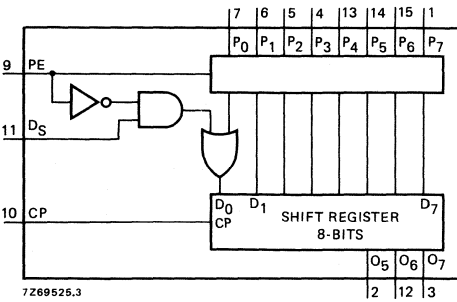 7 6 5 4 13 14 15 1
P0 P1 P2 P3 P4 P5 P6 P7
9 PE
11 DS
D0 D1 D7
10 CP CP SHIFT REGISTER
8-BITS
O5 O6 O7
7Z69525.3 2 12 3